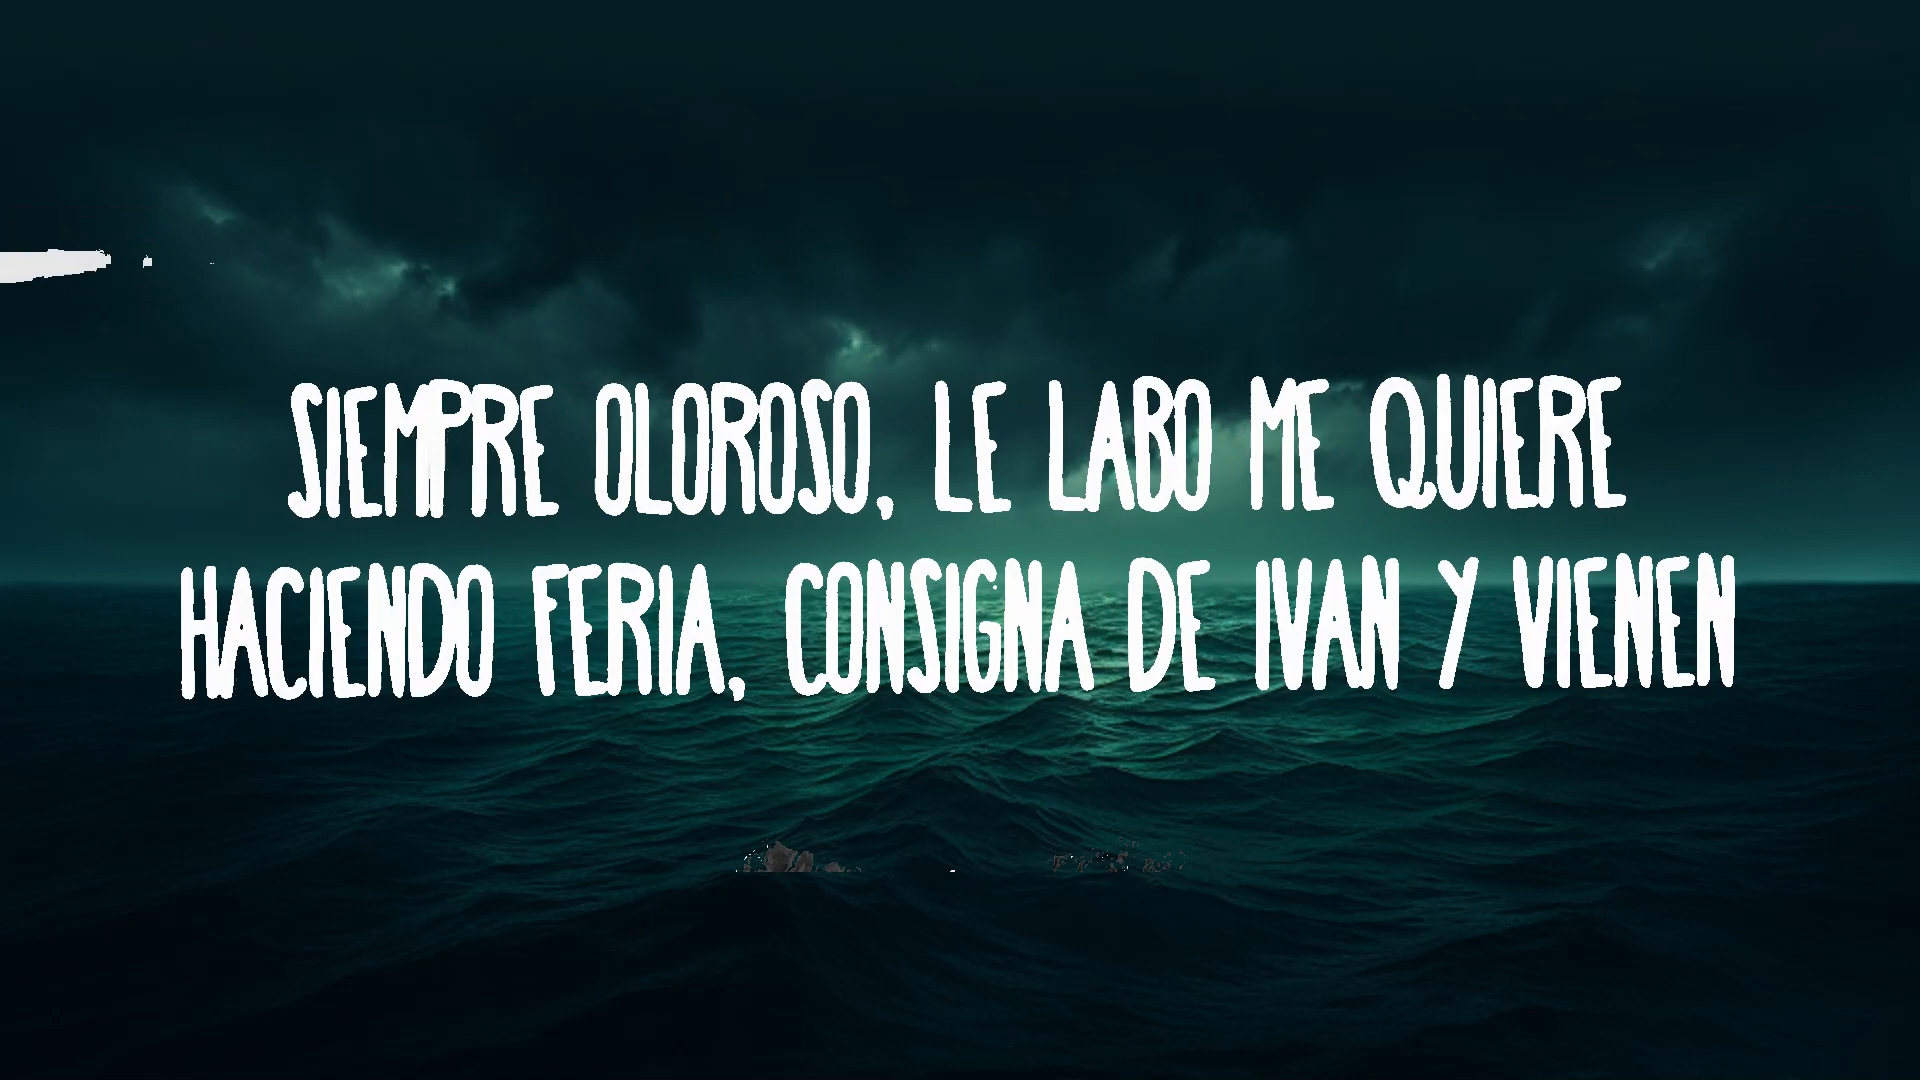 SIEMPRE OLOROSO, LE LABO ME QUIERE
HACIENDO FERIA, CONSIGNA DE IVAN Y VIENEN